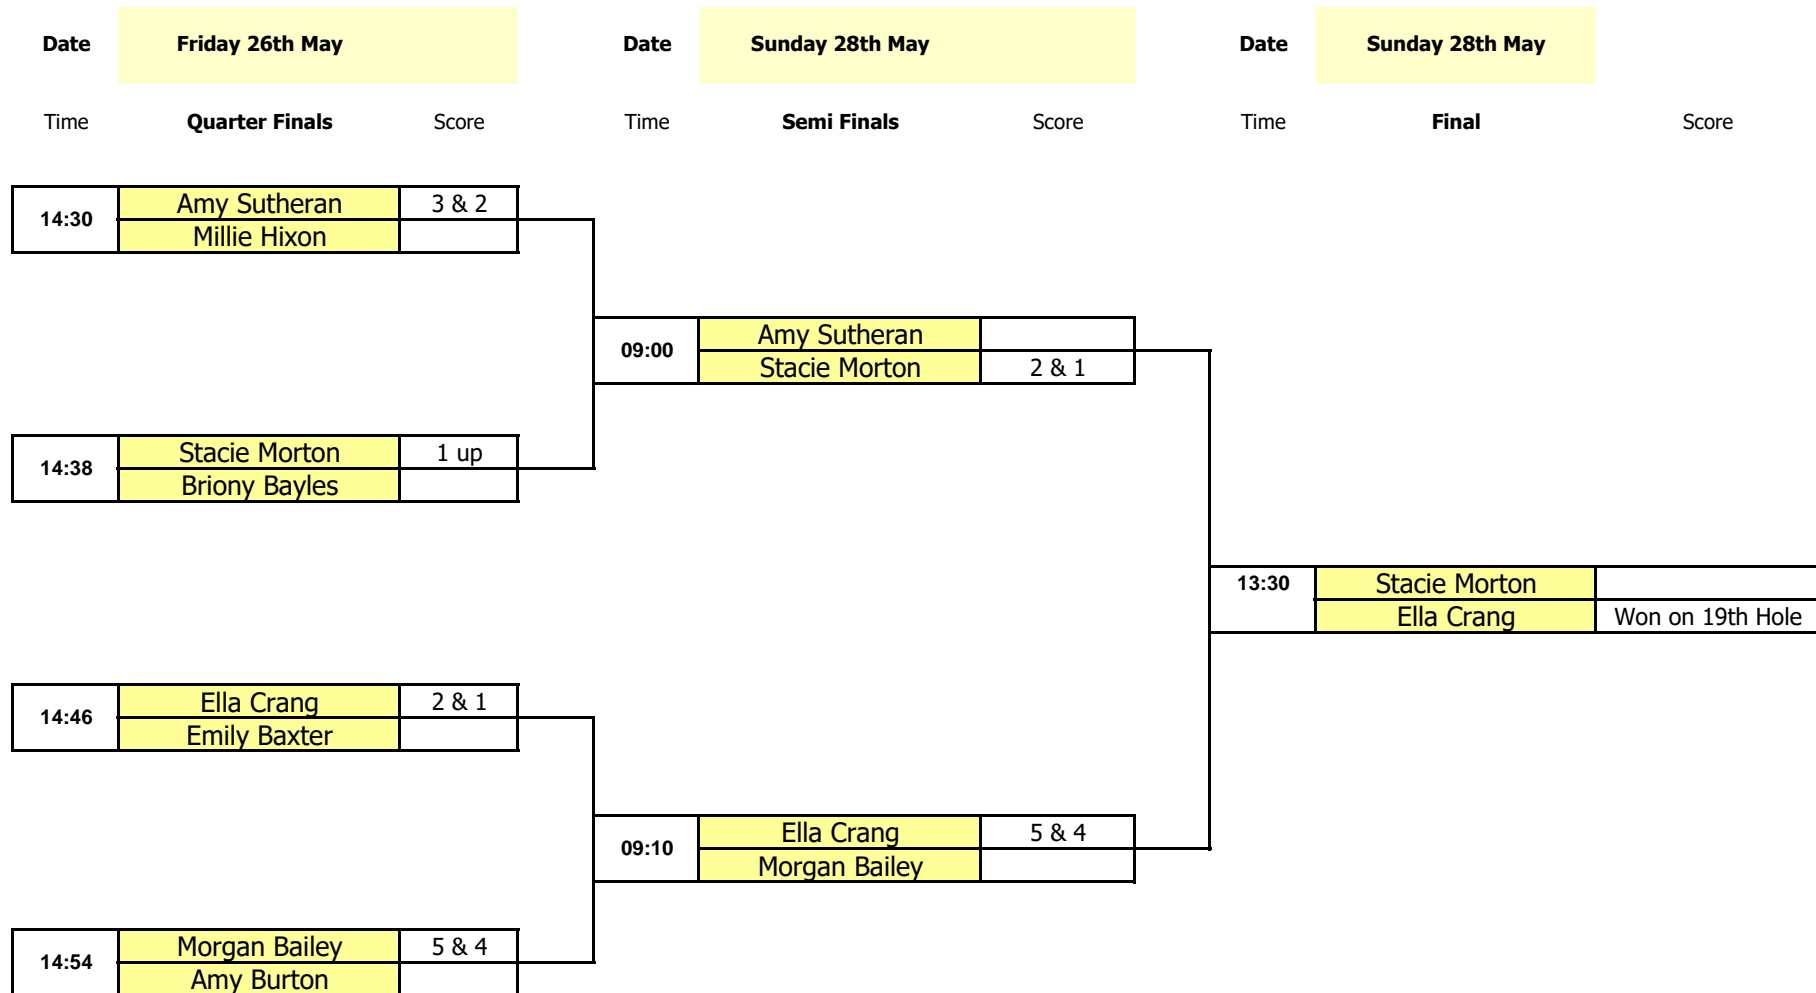 Date Friday 26th May Date Sunday 28th May Date Sunday 28th May
Time Quarter Finals Score Time Semi Finals Score Time Final Score
14:30 Amy Sutheran 3 & 2
Millie Hixon
09:00 Amy Sutheran
Stacie Morton 2 & 1
14:38 Stacie Morton 1 up
Briony Bayles
13:30 Stacie Morton
Ella Crang Won on 19th Hole
14:46 Ella Crang 2 & 1
Emily Baxter
09:10 Ella Crang 5 & 4
Morgan Bailey
14:54 Morgan Bailey 5 & 4
Amy Burton